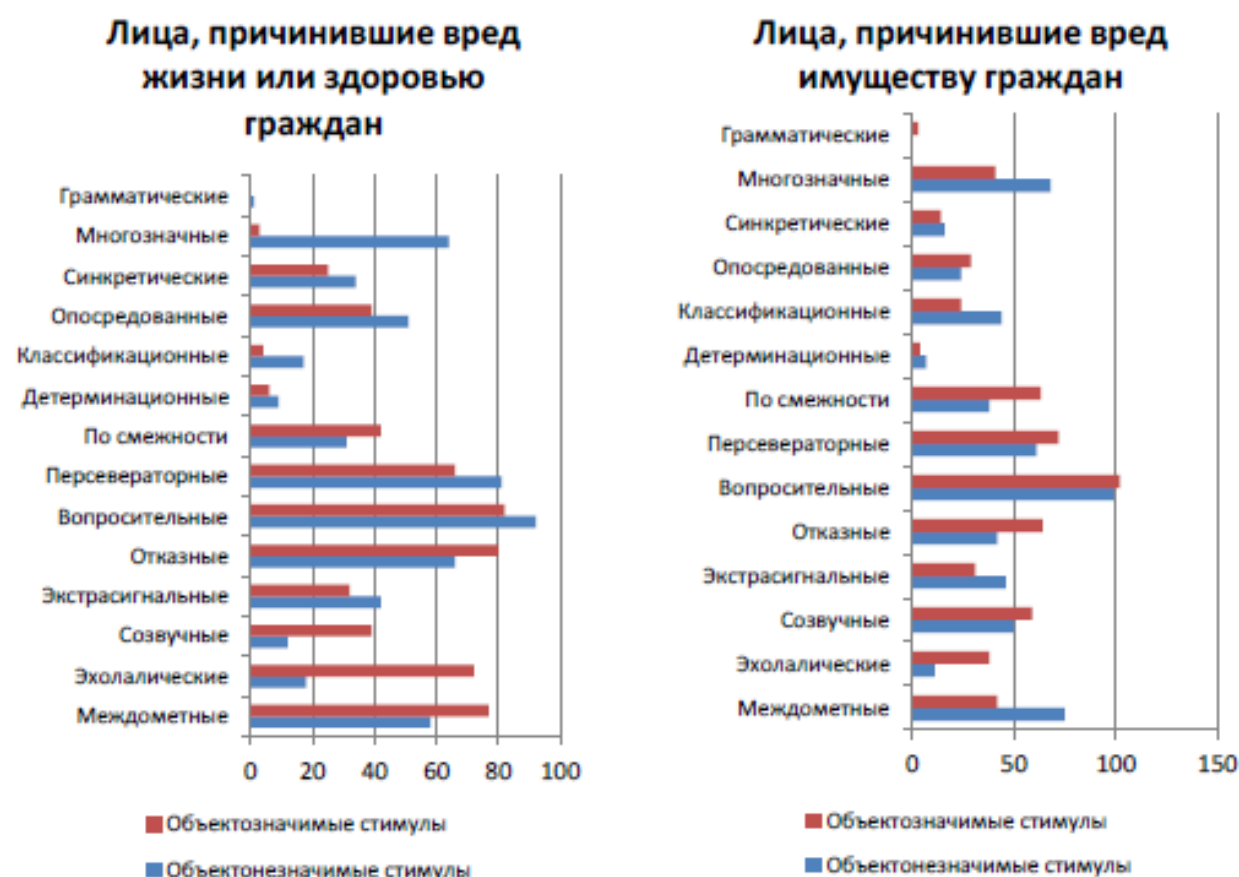 Лица, причинившие вред
жизни или здоровью
граждан
Грамматические
Многозначные
Синкретические
Опосредованные
Классификационные
Детерминационные
По смежности
Персевераторные
Вопросительные
Отказные
Экстрасигнальные
Созвучные
Эхолалические
Междометные
0 20 40 60 80 100
Объектозначимые стимулы
Объектонезначимые стимулы
Лица, причинившие вред
имуществу граждан
Грамматические
Многозначные
Синкретические
Опосредованные
Классификационные
Детерминационные
По смежности
Персевераторные
Вопросительные
Отказные
Экстрасигнальные
Созвучные
Эхолалические
Междометные
0 50 100 150
Объектозначимые стимулы
Объектонезначимые стимулы